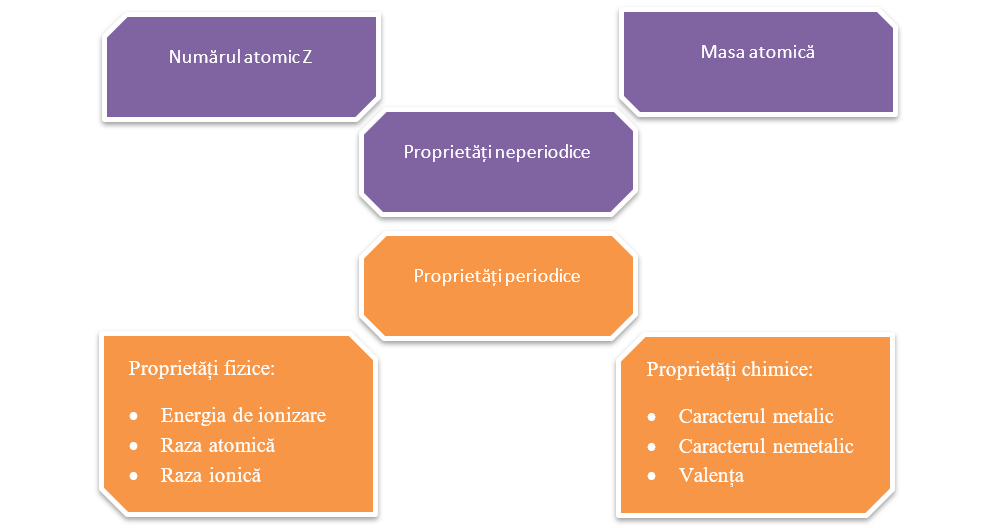 Numărul atomic Z
Masa atomică
Proprietăți neperiodice
Proprietăți periodice
Proprietăți fizice:
• Energia de ionizare
• Raza atomică
• Raza ionică
Proprietăți chimice:
• Caracterul metalic
• Caracterul nemetalic
• Valența